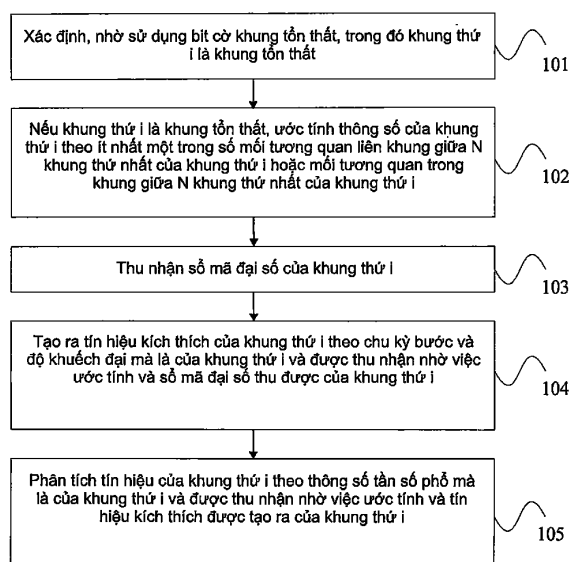 Xác định, nhờ sử dụng bit cờ khung tổn thất, trong đó khung thứ
i là khung tổn thất
101
Nếu khung thứ i là khung tổn thất, ước tính thông số của khung
thứ i theo ít nhất một trong số mối tương quan liên khung giữa N
khung thứ nhất của khung thứ i hoặc mối tương quan trong
khung giữa N khung thứ nhất của khung thứ i
102
Thu nhận sổ mã đại số của khung thứ i
103
Tạo ra tín hiệu kích thích của khung thứ i theo chu kỳ bước và
độ khuếch đại mà là của khung thứ i và được thu nhận nhờ việc
ước tính và sổ mã đại số thu được của khung thứ i
104
Phân tích tín hiệu của khung thứ i theo thông số tần số phổ mà
là của khung thứ i và được thu nhận nhờ việc ước tính và tín
hiệu kích thích được tạo ra của khung thứ i
105